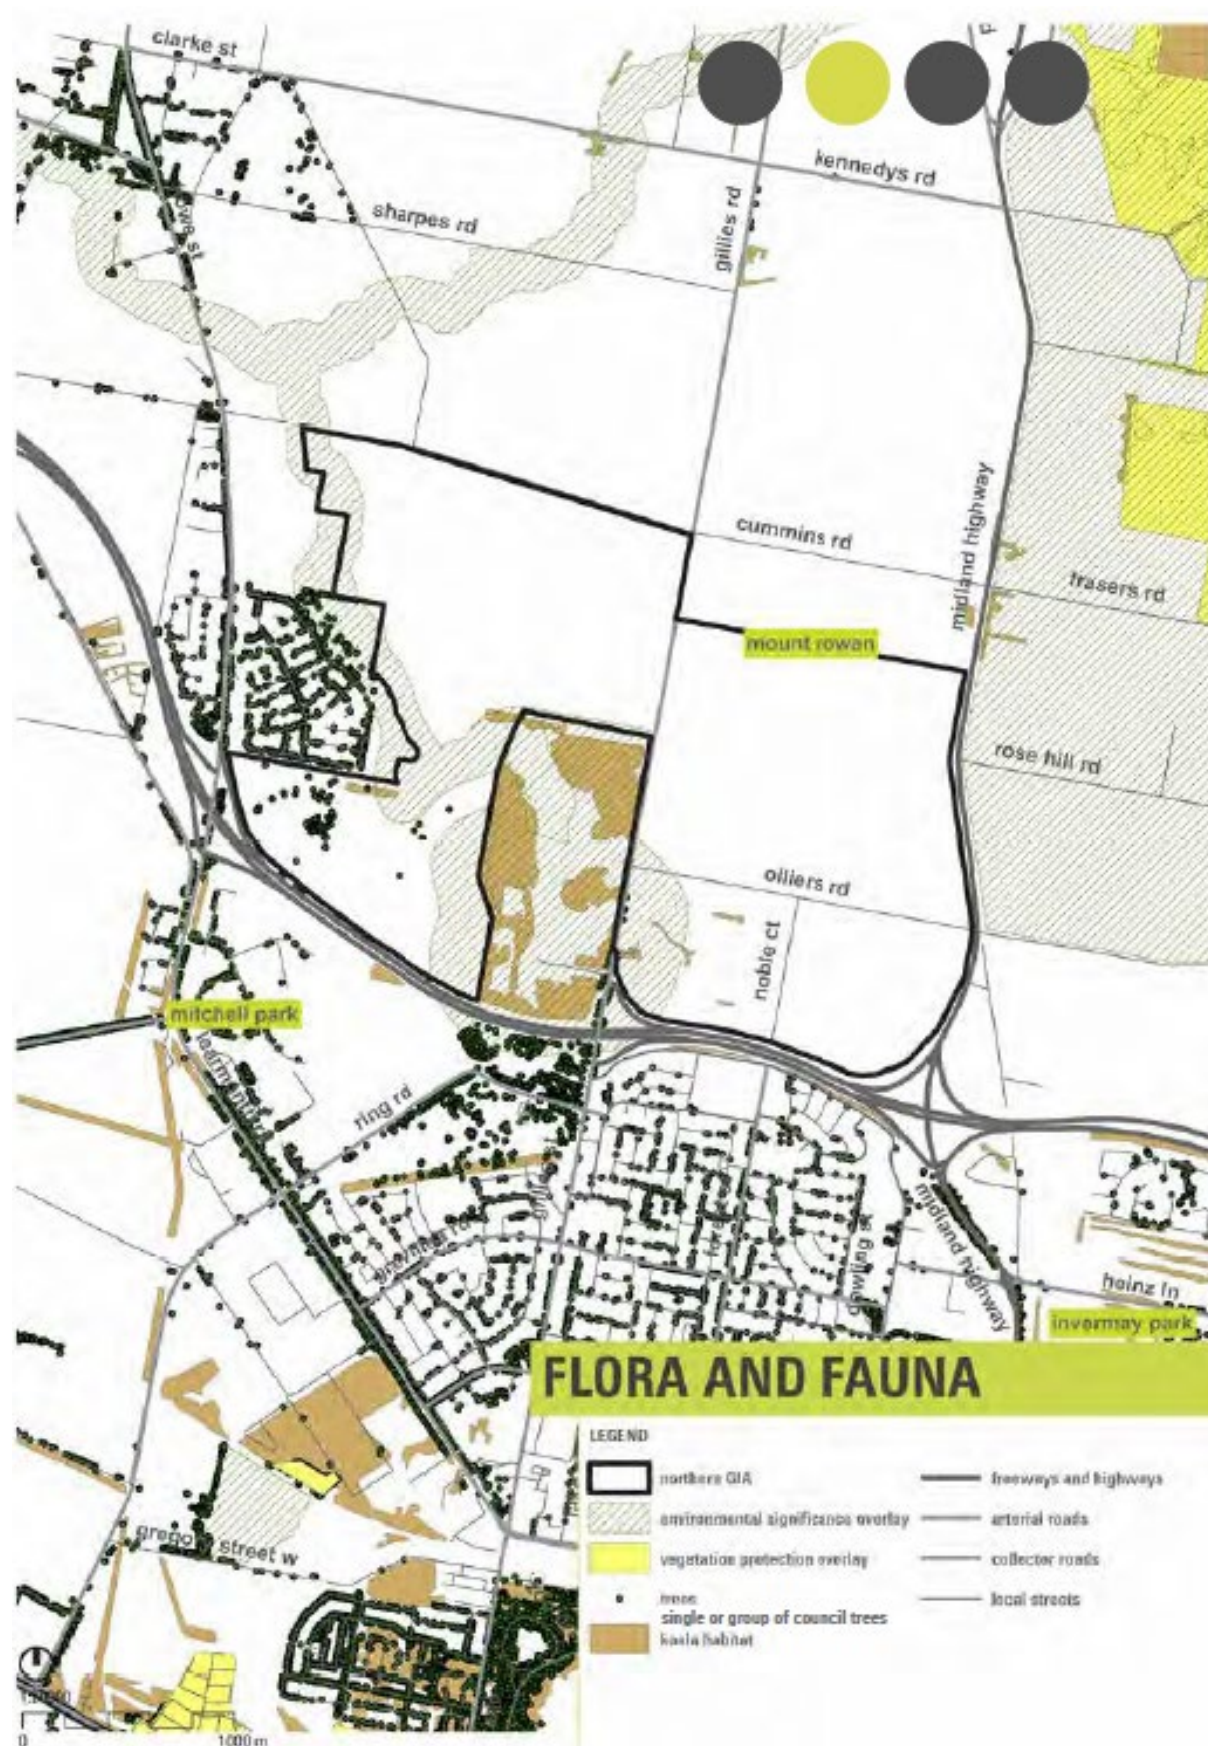 clarke st
kennedys rd
sharpes rd
gillies rd
midland highway
cummins rd
frasers rd
mount rowan
rose hill rd
olliers rd
noble ct
mitchell park
ring rd
midland highway
heinz ln
invermay park
FLORA AND FAUNA
LEGEND
northern GIA
freeways and highways
environmental significance overlay
arterial roads
vegetation protection overlay
collector roads
trees
local streets
single or group of council trees
koala habitat
street w
0
1000m